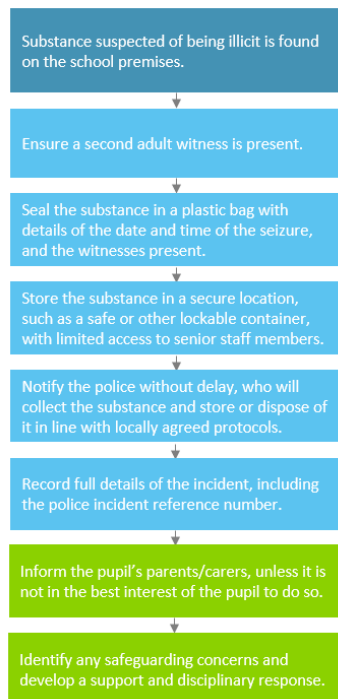 Substance suspected of being illicit is found
on the school premises.
Ensure a second adult witness is present.
Seal the substance in a plastic bag with
details of the date and time of the seizure,
and the witnesses present.
Store the substance in a secure location,
such as a safe or other lockable container,
with limited access to senior staff members.
Notify the police without delay, who will
collect the substance and store or dispose of
it in line with locally agreed protocols.
Record full details of the incident, including
the police incident reference number.
Inform the pupil's parents/carers, unless it is
not in the best interest of the pupil to do so.
Identify any safeguarding concerns and
develop a support and disciplinary response.